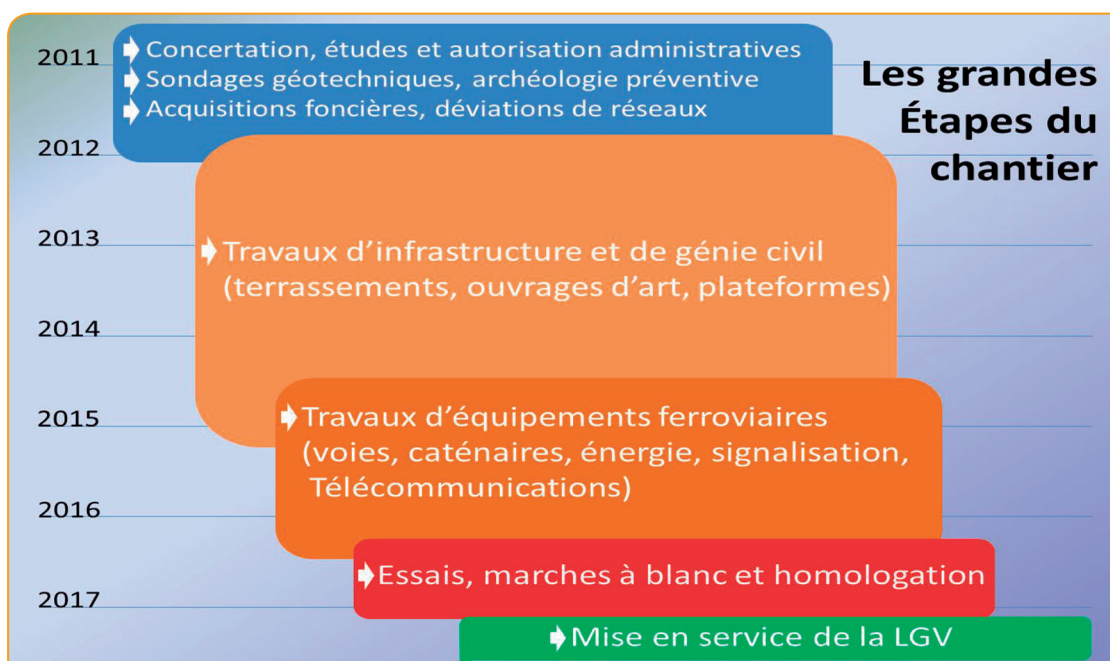 2011
Concertation, études et autorisation administratives
Sondages géotechniques, archéologie préventive
Acquisitions foncières, déviations de réseaux
Les grandes
Étapes du
chantier
2012
2013
Travaux d’infrastructure et de génie civil
(terrassements, ouvrages d’art, plateformes)
2014
2015
Travaux d’équipements ferroviaires
(voies, caténaires, énergie, signalisation,
Télécommunications)
2016
Essais, marches à blanc et homologation
2017
Mise en service de la LGV